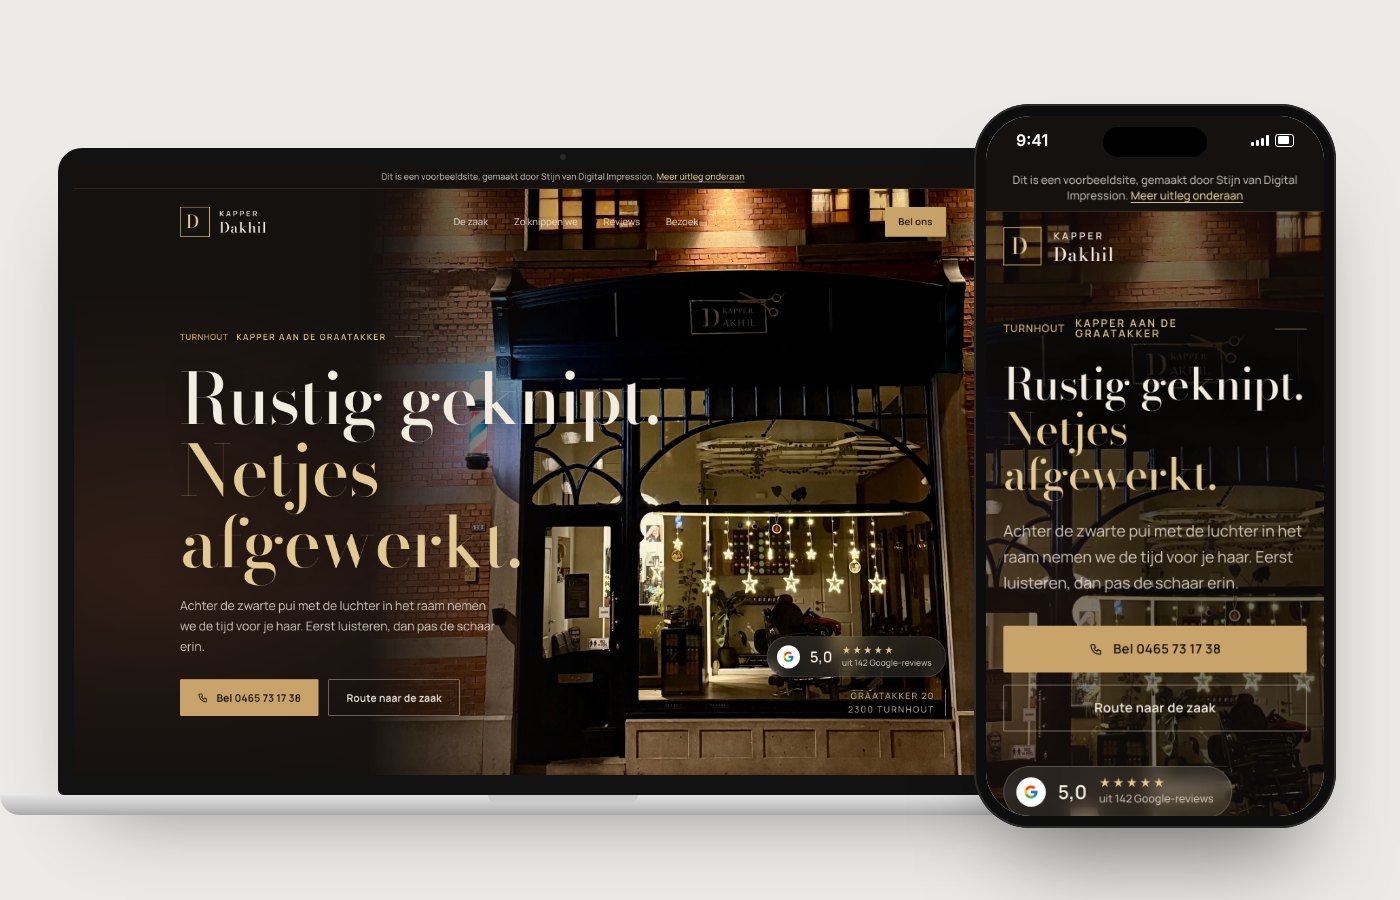 Dit is een voorbeeldsite, gemaakt door Stijn van Digital Impression. Meer uitleg onderaan
D
KAPPER
Dakhil
De zaak
Zo knippen we
Reviews
Bezoek
Bel ons
D
KAPPER
AKHIL
TURNHOUT KAPPER AAN DE GRAATAKKER
Rustig geknipt.
Netjes
afgewerkt.
Achter de zwarte pui met de luchter in het raam nemen
we de tijd voor je haar. Eerst luisteren, dan pas de schaar
erin.
Bel 0465 73 17 38
Route naar de zaak
5,0
★★★★★
uit 142 Google-reviews
GRAATAKKER 20
2300 TURNHOUT
9:41
Dit is een voorbeeldsite, gemaakt door Stijn van Digital
Impression. Meer uitleg onderaan
D
KAPPER
Dakhil
TURNHOUT
KAPPER AAN DE
GRAATAKKER
KAPPER
Rustig geknipt.
Netjes
afgewerkt.
Achter de zwarte pui met de luchter in het
raam nemen we de tijd voor je haar. Eerst
luisteren, dan pas de schaar erin.
Bel 0465 73 17 38
Route naar de zaak
5,0
★★★★★
uit 142 Google-reviews